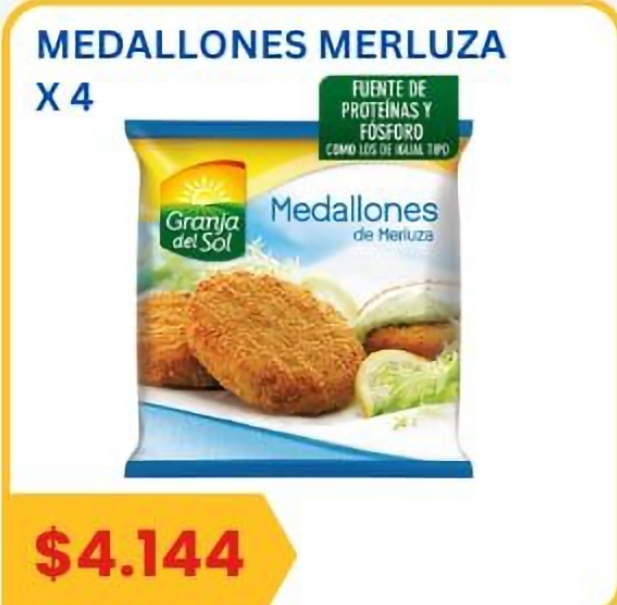 MEDALLONES MERLUZA
X 4
FUENTE DE
PROTEÍNAS Y
FÓSFORO
COMO LOS DE IGUAL TIPO
Granja
del Sol
Medallones
de Merluza
$4.144